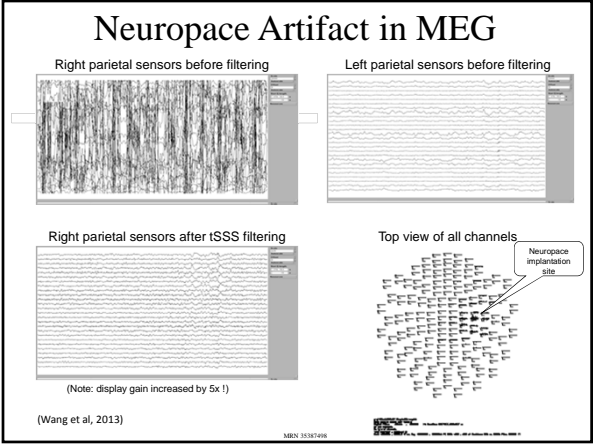 Neuropace Artifact in MEG
Right parietal sensors before filtering
Left parietal sensors before filtering
Right parietal sensors after tSSS filtering
Top view of all channels
Neuropace
implantation
site
(Note: display gain increased by 5x !)
(Wang et al, 2013)
MRN 35387498